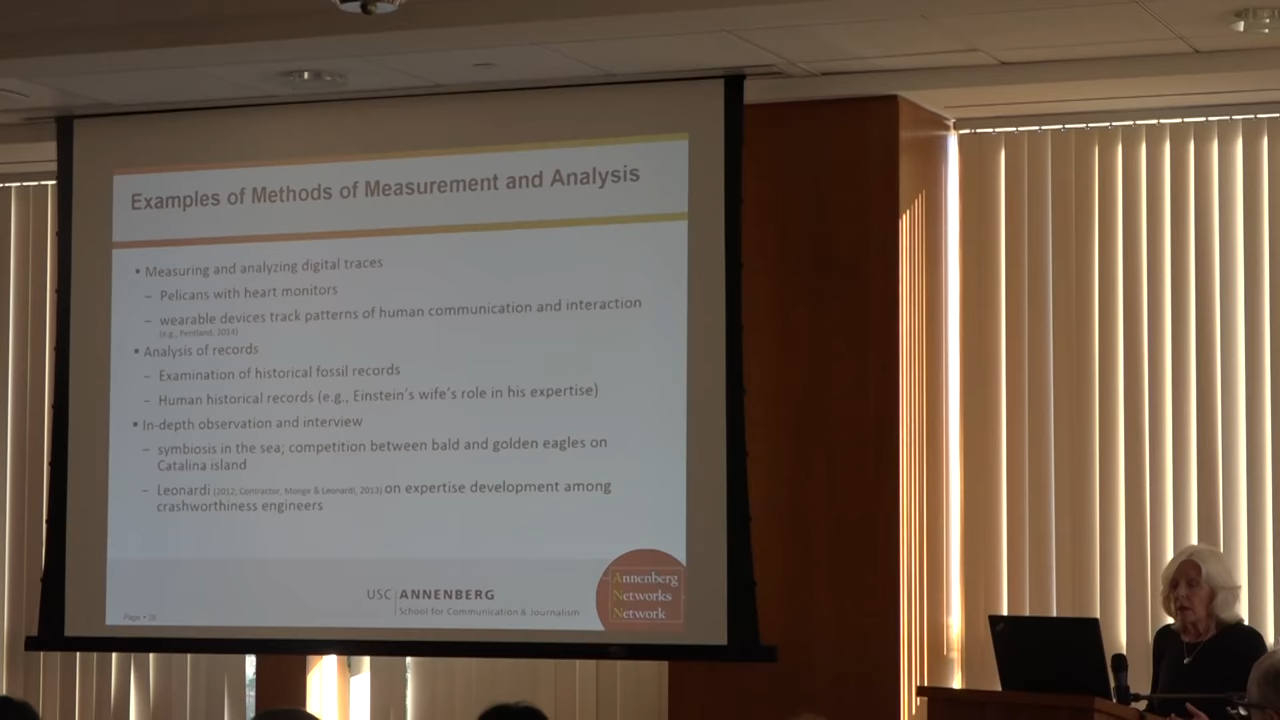 Examples of Methods of Measurement and Analysis
▪ Measuring and analyzing digital traces
– Pelicans with heart monitors
– wearable devices track patterns of human communication and interaction
(e.g., Pentland, 2014)
▪ Analysis of records
– Examination of historical fossil records
– Human historical records (e.g., Einstein's wife's role in his expertise)
▪ In-depth observation and interview
– symbiosis in the sea; competition between bald and golden eagles on
Catalina island
– Leonardi (2012; Contractor, Monge & Leonardi, 2013) on expertise development among
crashworthiness engineers
USC ANNENBERG
School for Communication & Journalism
Annenberg
Networks
Network
Page ▪ 26